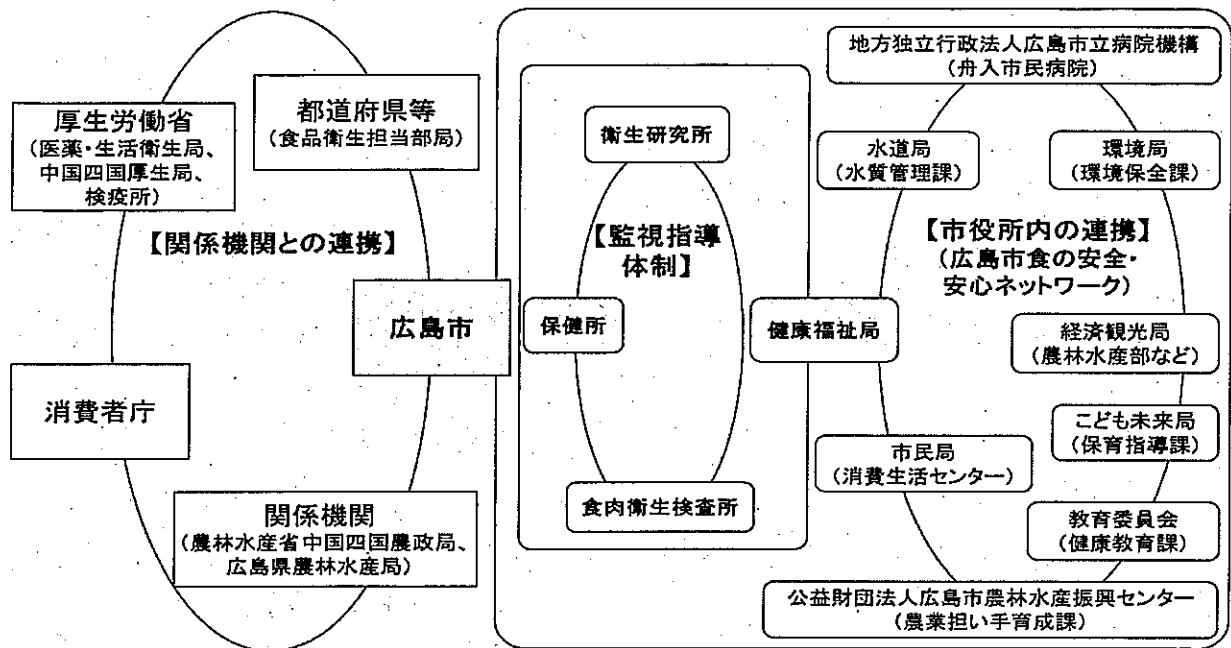 厚生労働省
(医薬・生活衛生局、
中国四国厚生局、
検疫所)
都道府県等
(食品衛生担当部局)
【関係機関との連携】
広島市
消費者庁
関係機関
(農林水産省中国四国農政局、
広島県農林水産局)
衛生研究所
【監視指導
体制】
保健所
健康福祉局
食肉衛生検査所
地方独立行政法人広島市立病院機構
(舟入市民病院)
水道局
(水質管理課)
環境局
(環境保全課)
【市役所内の連携】
(広島市食の安全・
安心ネットワーク)
経済観光局
(農林水産部など)
こども未来局
(保育指導課)
市民局
(消費生活センター)
教育委員会
(健康教育課)
公益財団法人広島市農林水産振興センター
(農業担い手育成課)